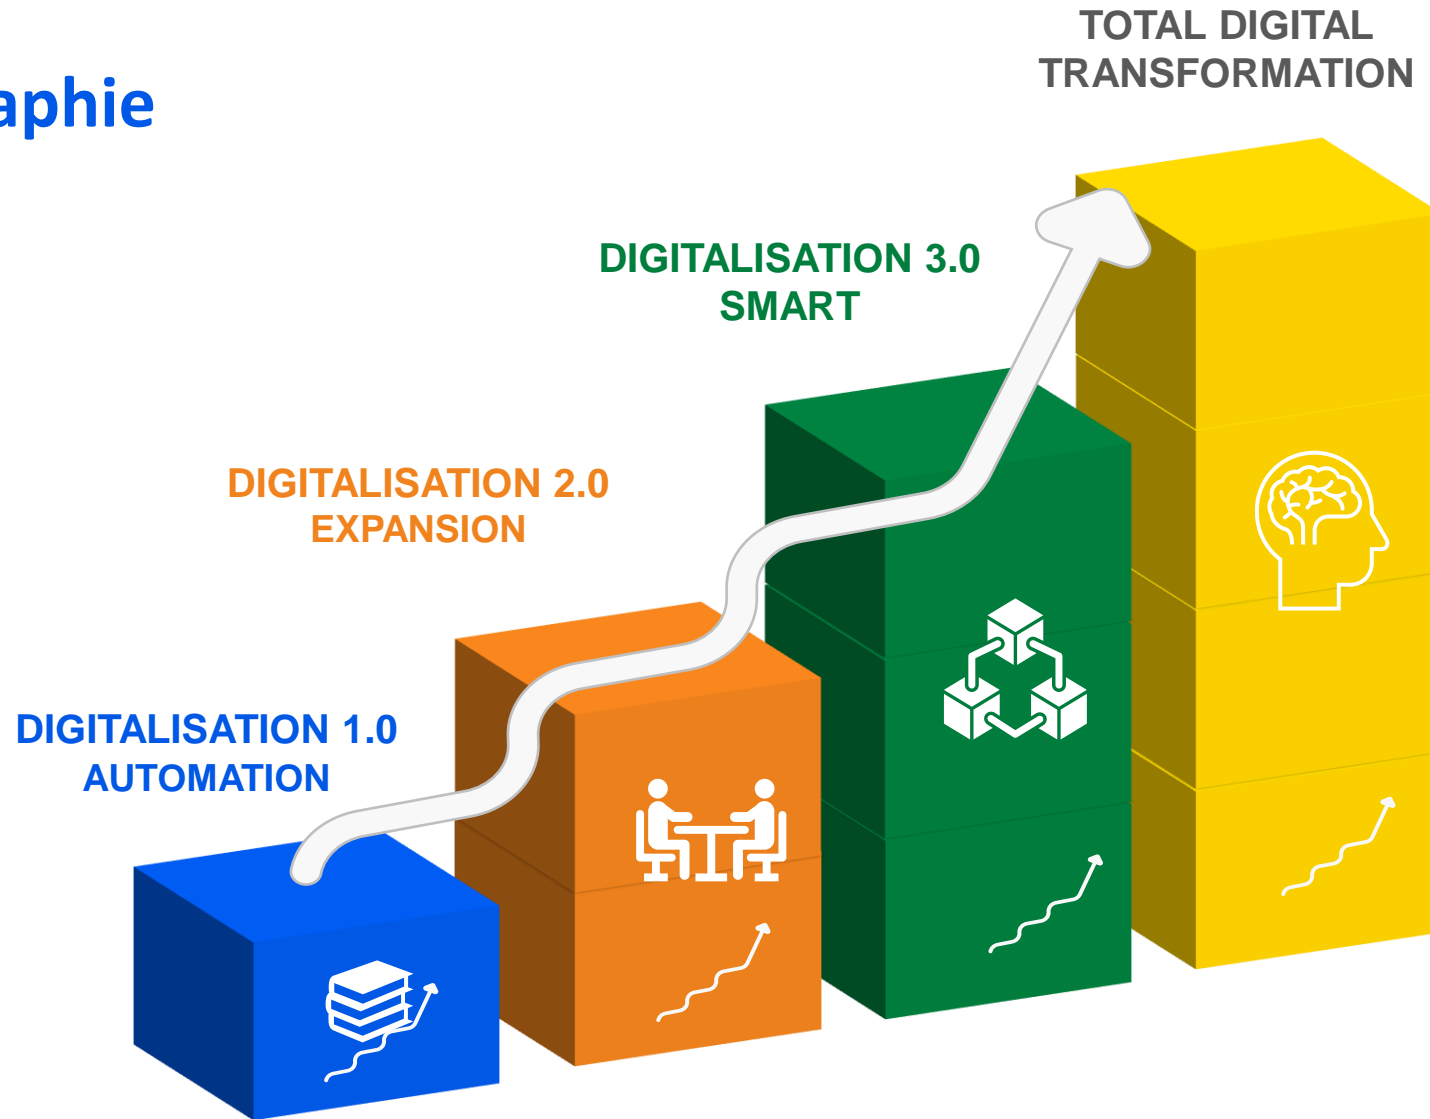 TOTAL DIGITAL
TRANSFORMATION
aphie
DIGITALISATION 3.0
SMART
DIGITALISATION 2.0
EXPANSION
DIGITALISATION 1.0
AUTOMATION